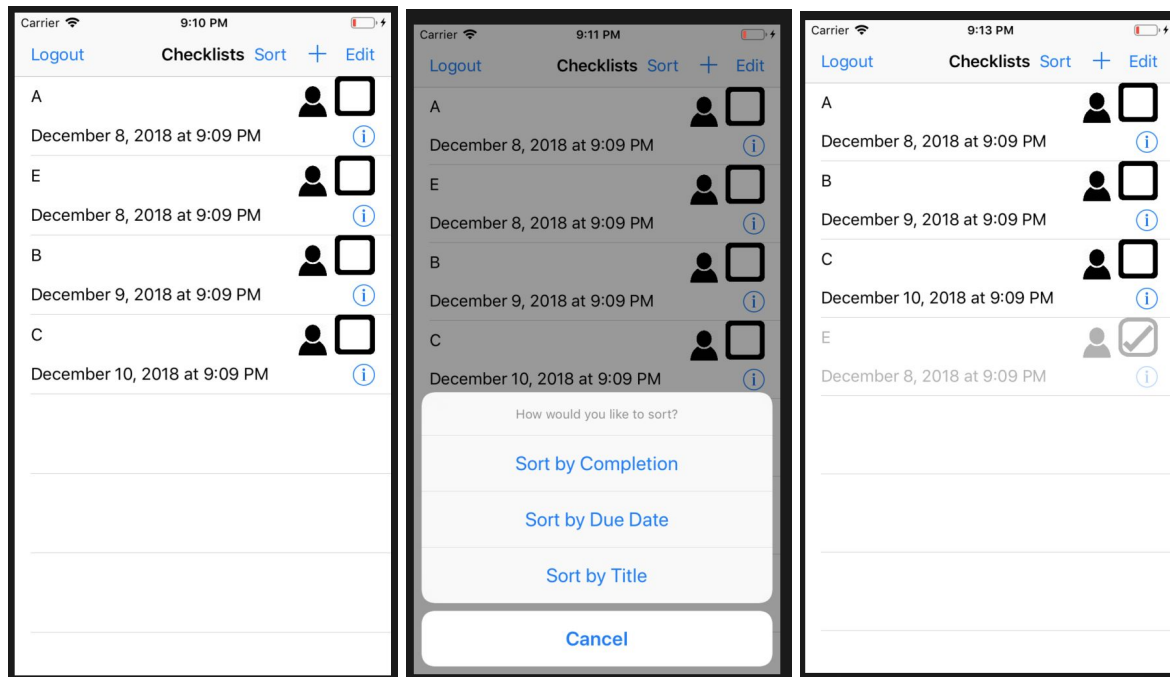 Carrier 9:10 PM
Logout Checklists Sort + Edit
A
December 8, 2018 at 9:09 PM
E
December 8, 2018 at 9:09 PM
B
December 9, 2018 at 9:09 PM
C
December 10, 2018 at 9:09 PM
Carrier 9:11 PM
Logout Checklists Sort + Edit
A
December 8, 2018 at 9:09 PM
E
December 8, 2018 at 9:09 PM
B
December 9, 2018 at 9:09 PM
C
December 10, 2018 at 9:09 PM
How would you like to sort?
Sort by Completion
Sort by Due Date
Sort by Title
Cancel
Carrier 9:13 PM
Logout Checklists Sort + Edit
A
December 8, 2018 at 9:09 PM
B
December 9, 2018 at 9:09 PM
C
December 10, 2018 at 9:09 PM
E
December 8, 2018 at 9:09 PM